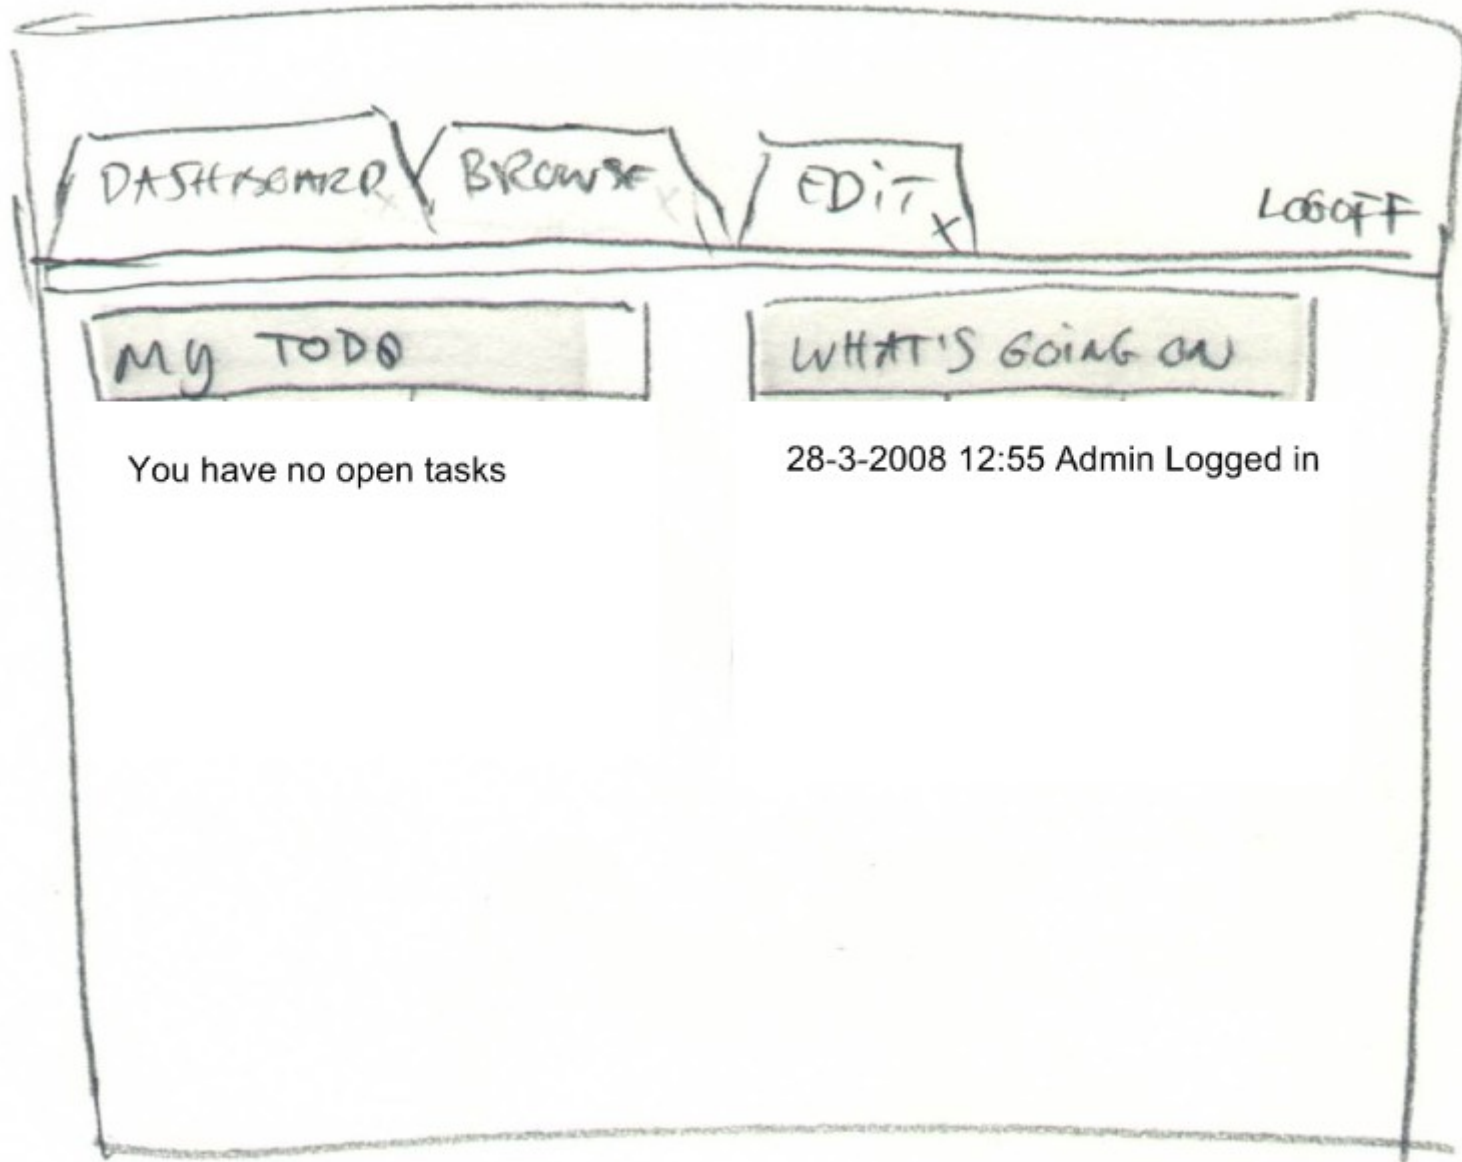 DASHBOARD BROWSE EDiT x LOGOFF
My TODO WHAT'S GOiNG ON
You have no open tasks
28-3-2008 12:55 Admin Logged in